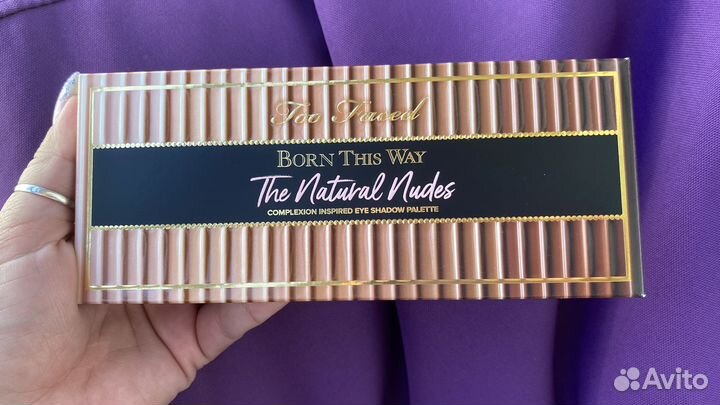 Too Faced
BORN THIS WAY
The Natural Nudes
COMPLEXION INSPIRED EYE SHADOW PALETTE
Avito